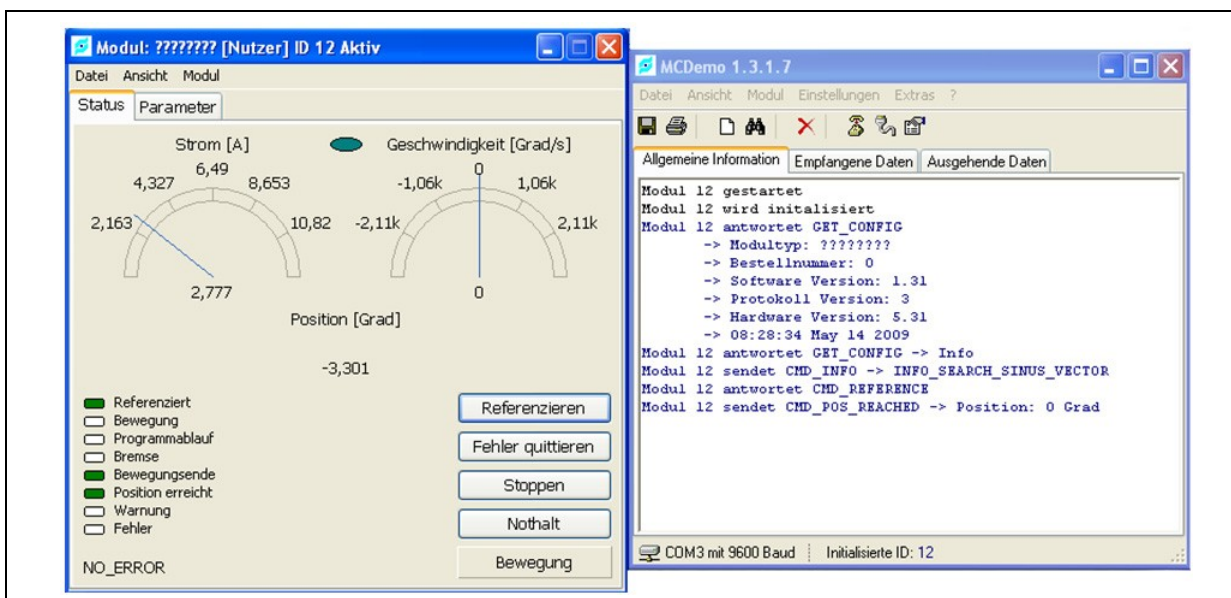 Modul: ???????? [Nutzer] ID 12 Aktiv
Datei Ansicht Modul
Status Parameter
Strom [A]
6,49
4,327 8,653
2,163 10,82
2,777
Geschwindigkeit [Grad/s]
0
-1,06k 1,06k
-2,11k 2,11k
0
Position [Grad]
-3,301
Referenziert
Bewegung
Programmablauf
Bremse
Bewegungsende
Position erreicht
Warnung
Fehler
NO_ERROR
Referenzieren
Fehler quittieren
Stoppen
Nothalt
Bewegung
MCDemo 1.3.1.7
Datei Ansicht Modul Einstellungen Extras ?
Allgemeine Information Empfangene Daten Ausgehende Daten
Modul 12 gestartet
Modul 12 wird initalisiert
Modul 12 antwortet GET_CONFIG
-> Modultyp: ????????
-> Bestellnummer: 0
-> Software Version: 1.31
-> Protokoll Version: 3
-> Hardware Version: 5.31
-> 08:28:34 May 14 2009
Modul 12 antwortet GET_CONFIG -> Info
Modul 12 sendet CMD_INFO -> INFO_SEARCH_SINUS_VECTOR
Modul 12 antwortet CMD_REFERENCE
Modul 12 sendet CMD_POS_REACHED -> Position: 0 Grad
COM3 mit 9600 Baud Initialisierte ID: 12